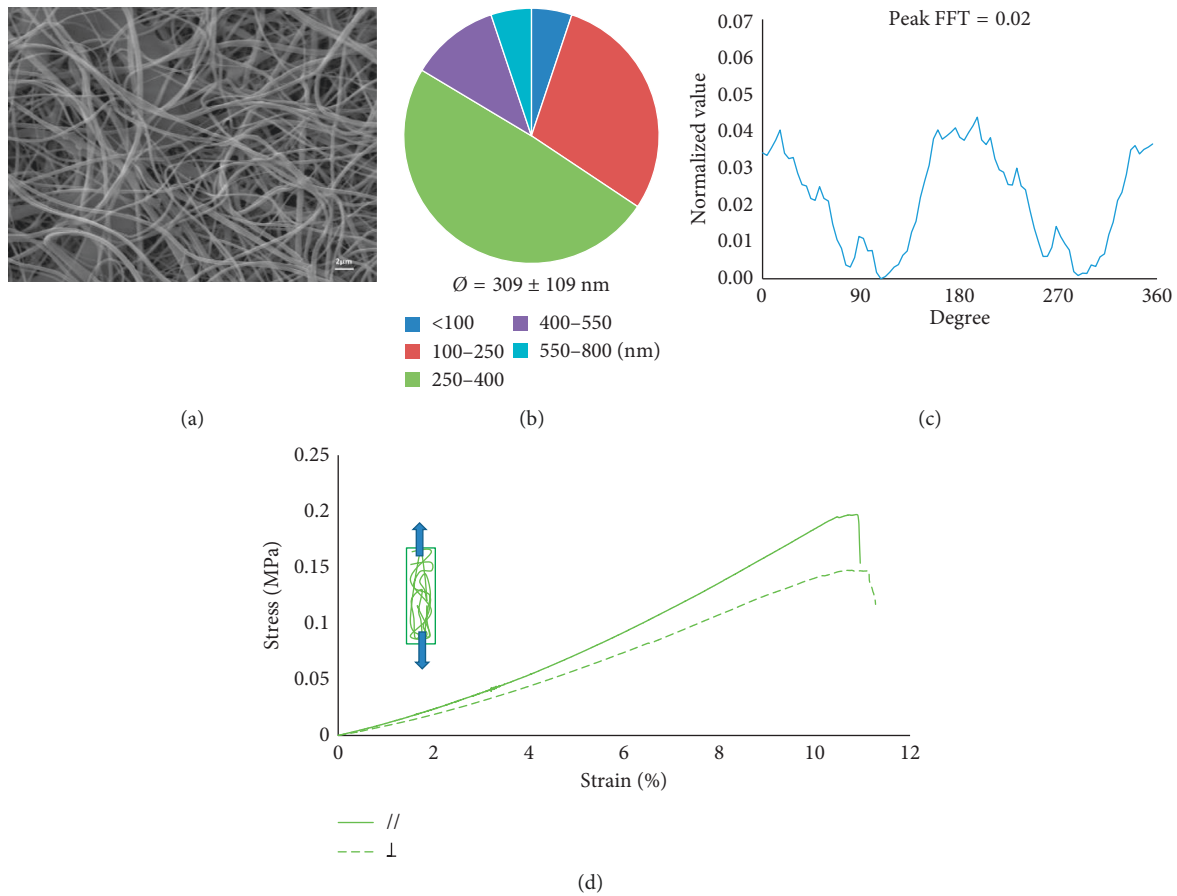 2μm
(a)
Ø = 309 ± 109 nm
<100
100–250
250–400
400–550
550–800 (nm)
(b)
Peak FFT = 0.02
Normalized value
0.07
0.06
0.05
0.04
0.03
0.02
0.01
0.00
0
90
180
270
360
Degree
(c)
Stress (MPa)
0.25
0.2
0.15
0.1
0.05
0
0
2
4
6
8
10
12
Strain (%)
//
⊥
(d)